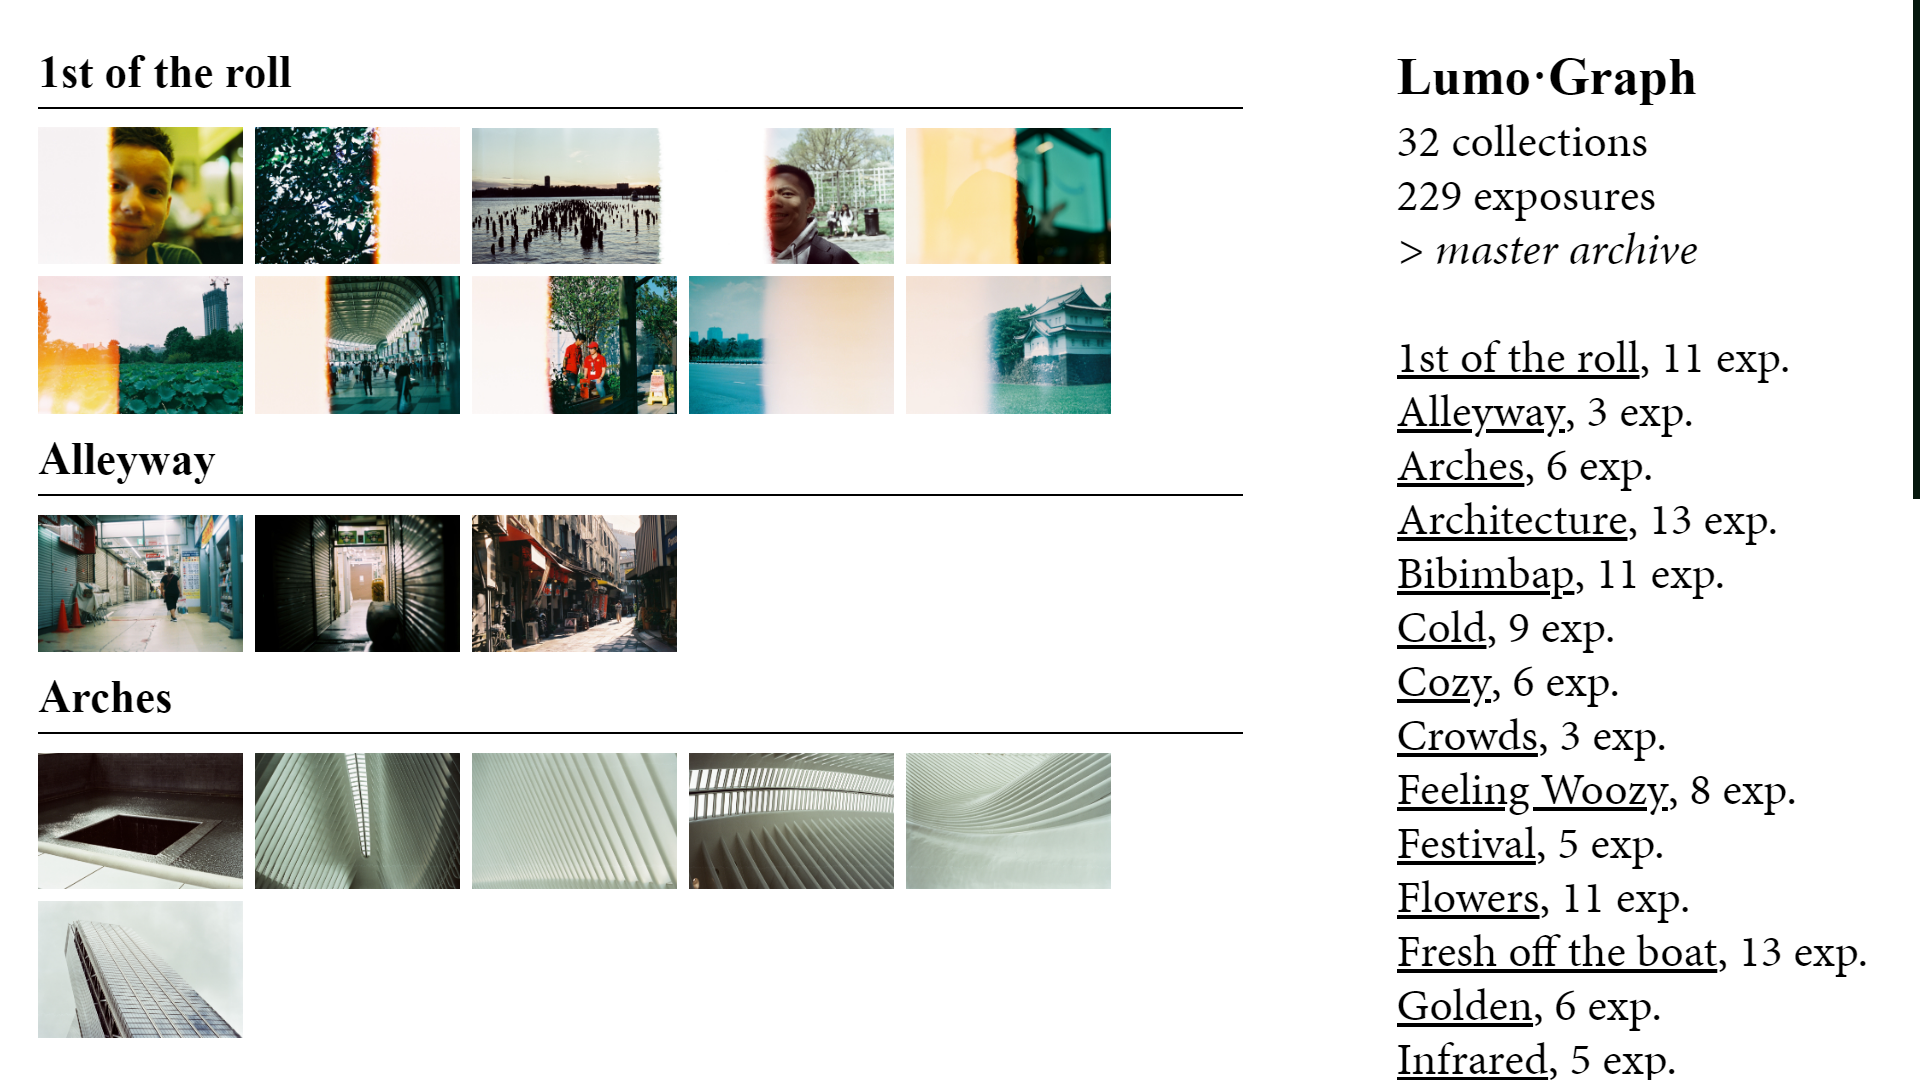 1st of the roll
Alleyway
Arches
Lumo·Graph
32 collections
229 exposures
> master archive
1st of the roll, 11 exp.
Alleyway, 3 exp.
Arches, 6 exp.
Architecture, 13 exp.
Bibimbap, 11 exp.
Cold, 9 exp.
Cozy, 6 exp.
Crowds, 3 exp.
Feeling Woozy, 8 exp.
Festival, 5 exp.
Flowers, 11 exp.
Fresh off the boat, 13 exp.
Golden, 6 exp.
Infrared, 5 exp.